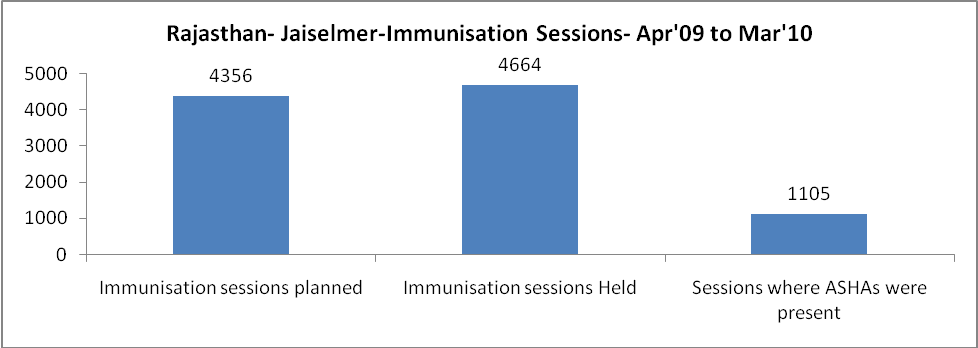 Rajasthan- Jaiselmer-Immunisation Sessions- Apr'09 to Mar'10
5000
4000
3000
2000
1000
0
4356
4664
1105
Immunisation sessions planned
Immunisation sessions Held
Sessions where ASHAs were
present